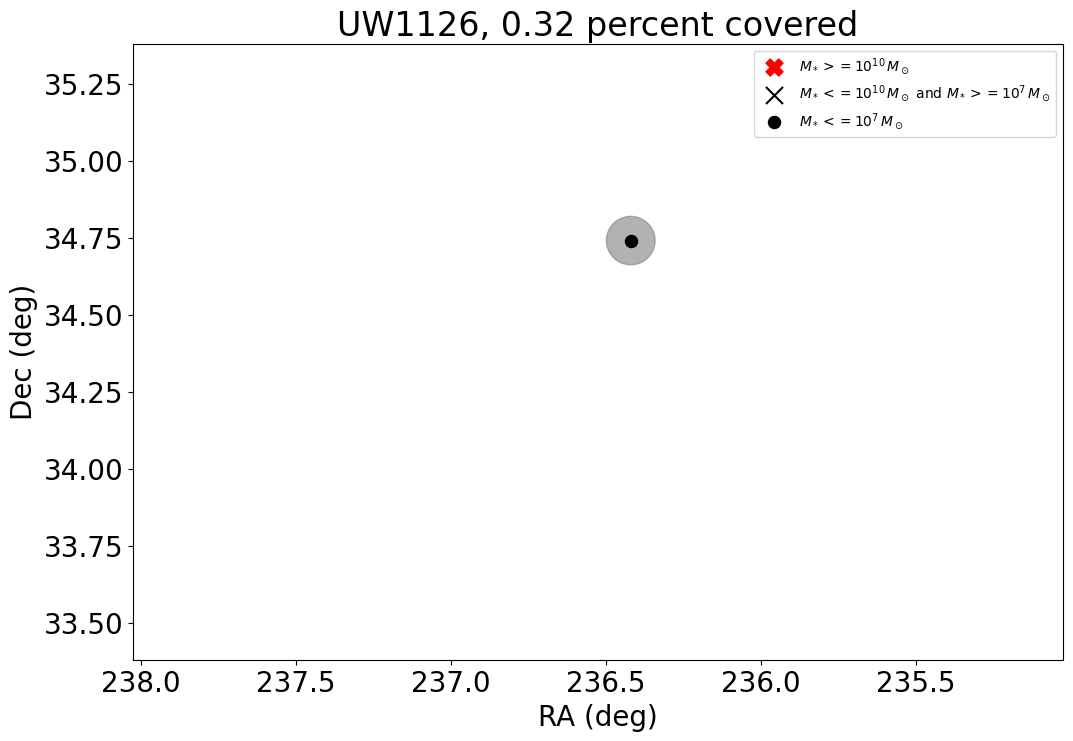 UW1126, 0.32 percent covered
M* >= 10^10 M⊙
M* <= 10^10 M⊙ and M* >= 10^7 M⊙
M* <= 10^7 M⊙
35.25
35.00
34.75
34.50
34.25
34.00
33.75
33.50
Dec (deg)
238.0 237.5 237.0 236.5 236.0 235.5
RA (deg)